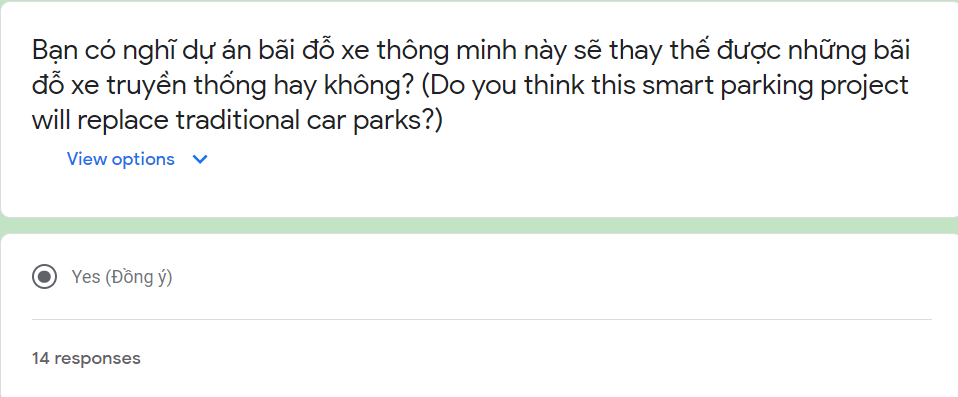 Bạn có nghĩ dự án bãi đỗ xe thông minh này sẽ thay thế được những bãi
đỗ xe truyền thống hay không? (Do you think this smart parking project
will replace traditional car parks?)
View options
Yes (Đồng ý)
14 responses